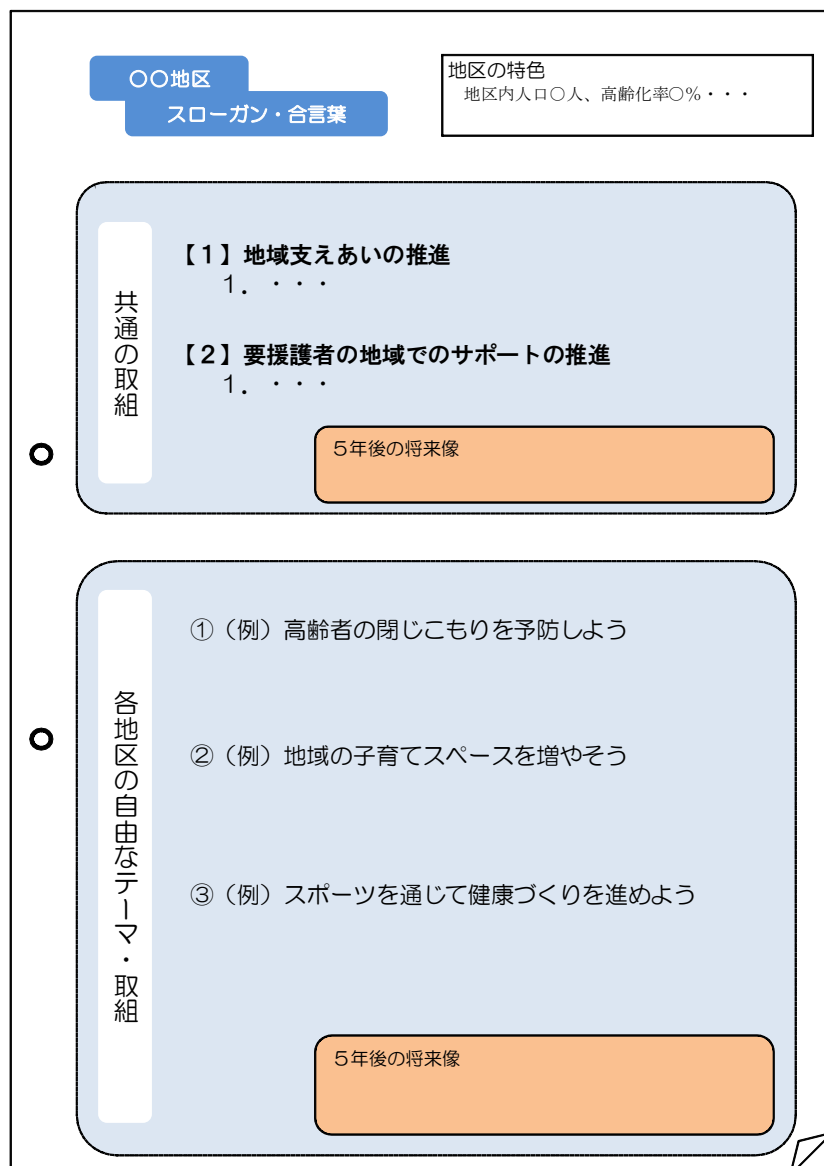 〇〇地区
スローガン・合言葉
地区の特色
地区内人口〇人、高齢化率〇％・・・
共通の取組
【１】地域支えあいの推進
１．・・・
【２】要援護者の地域でのサポートの推進
１．・・・
５年後の将来像
各地区の自由なテーマ・取組
①（例）高齢者の閉じこもりを予防しよう
②（例）地域の子育てスペースを増やそう
③（例）スポーツを通じて健康づくりを進めよう
５年後の将来像